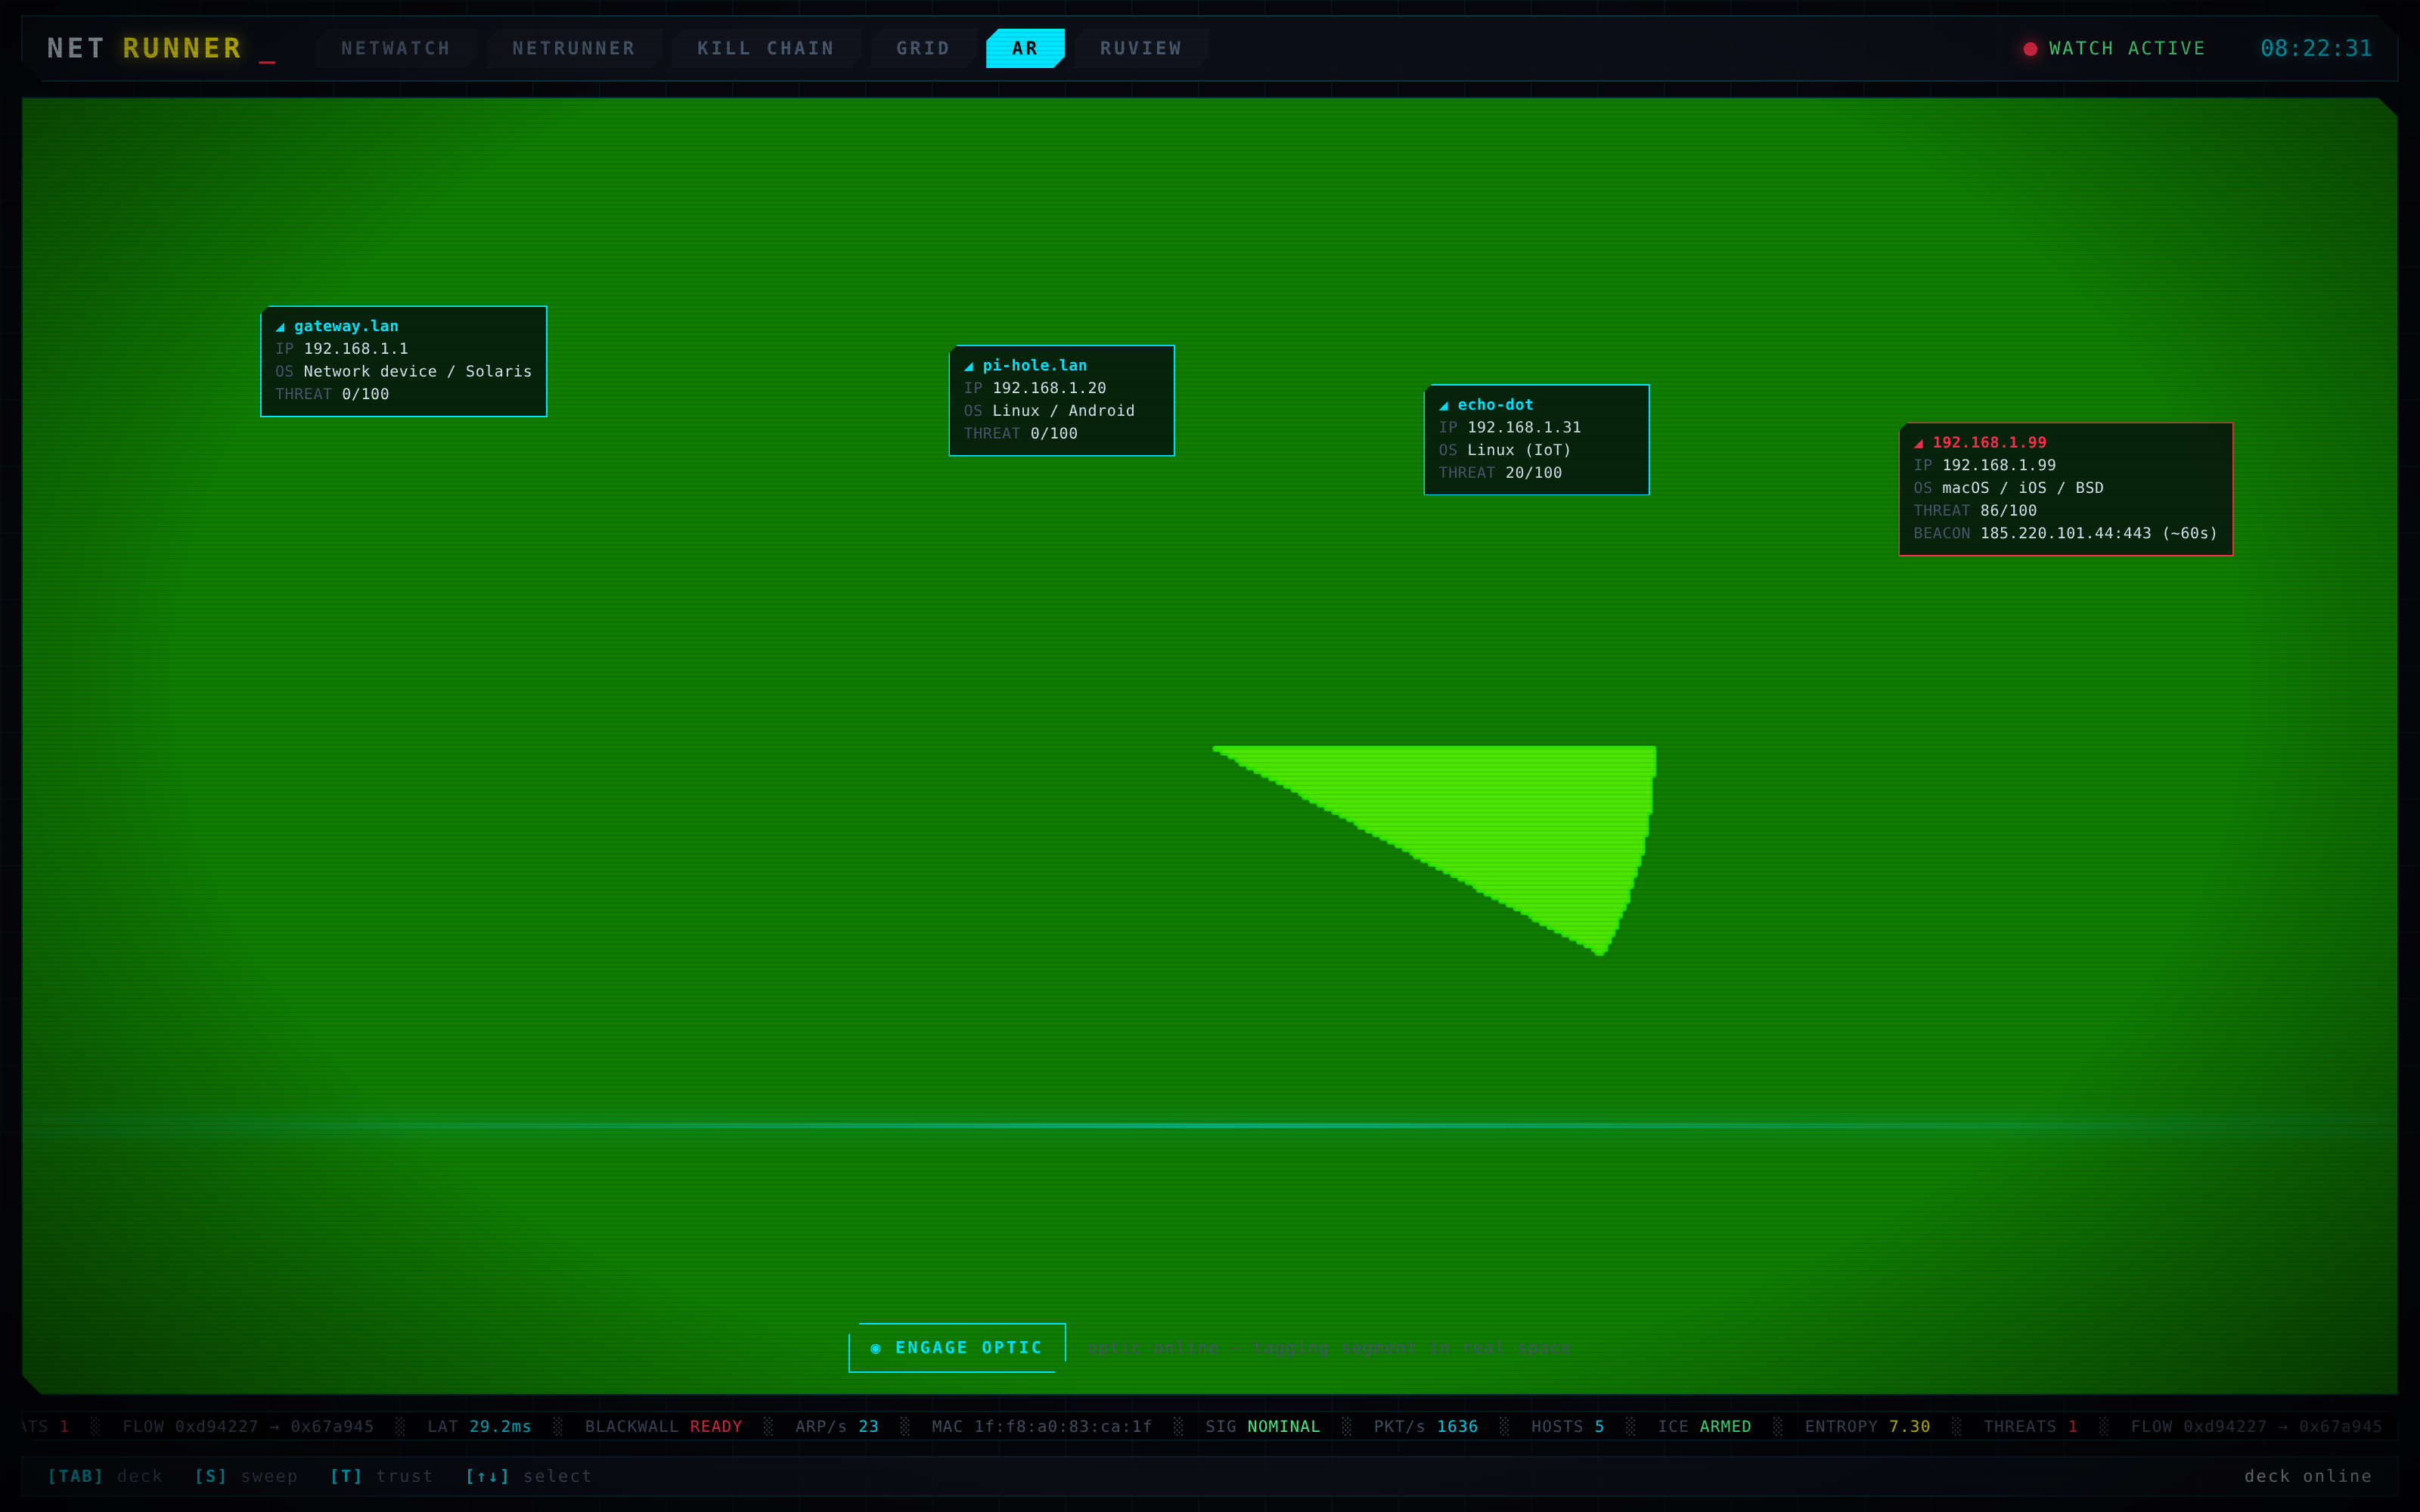 NET RUNNER _
NETWATCH
NETRUNNER
KILL CHAIN
GRID
AR
RUVIEW
WATCH ACTIVE
08:22:31
gateway.lan
IP 192.168.1.1
OS Network device / Solaris
THREAT 0/100
pi-hole.lan
IP 192.168.1.20
OS Linux / Android
THREAT 0/100
echo-dot
IP 192.168.1.31
OS Linux (IoT)
THREAT 20/100
192.168.1.99
IP 192.168.1.99
OS macOS / iOS / BSD
THREAT 86/100
BEACON 185.220.101.44:443 (~60s)
◉ ENGAGE OPTIC
optic online — tagging segment in real space
ATS 1 ░ FLOW 0xd94227 → 0x67a945 ░ LAT 29.2ms ░ BLACKWALL READY ░ ARP/s 23 ░ MAC 1f:f8:a0:83:ca:1f ░ SIG NOMINAL ░ PKT/s 1636 ░ HOSTS 5 ░ ICE ARMED ░ ENTROPY 7.30 ░ THREATS 1 ░ FLOW 0xd94227 → 0x67a945
[TAB] deck [S] sweep [T] trust [↑↓] select
deck online